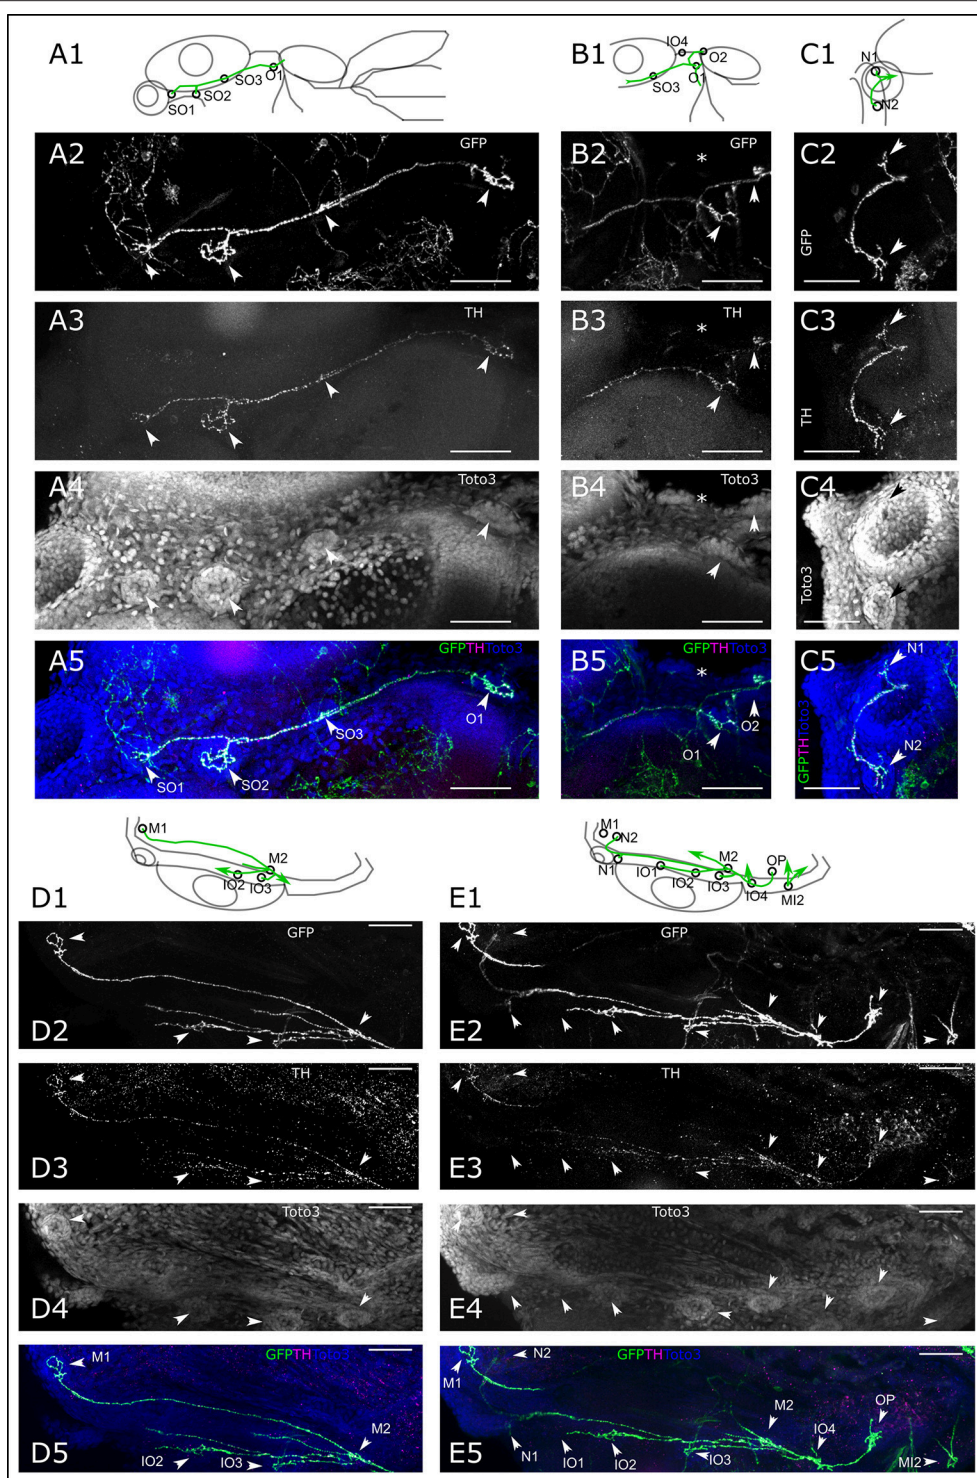 A1
SO1
SO2
SO3
O1
B1
IO4
O2
O1
SO3
C1
N1
N2
A2
GFP
B2
*
GFP
C2
GFP
A3
TH
B3
*
TH
C3
TH
A4
Toto3
B4
*
Toto3
C4
Toto3
A5
GFPTHToto3
SO1
SO2
SO3
O1
B5
GFPTHToto3
*
O1
O2
C5
N1
N2
GFPTHToto3
D1
M1
M2
IO2
IO3
E1
M1
N2
N1
IO1
IO2
M2
IO3
OP
IO4
MI2
D2
GFP
E2
GFP
D3
TH
E3
TH
D4
Toto3
E4
Toto3
D5
GFPTHToto3
M1
M2
IO2
IO3
E5
GFPTHToto3
N2
M1
N1
IO1
IO2
M2
IO3
IO4
OP
MI2